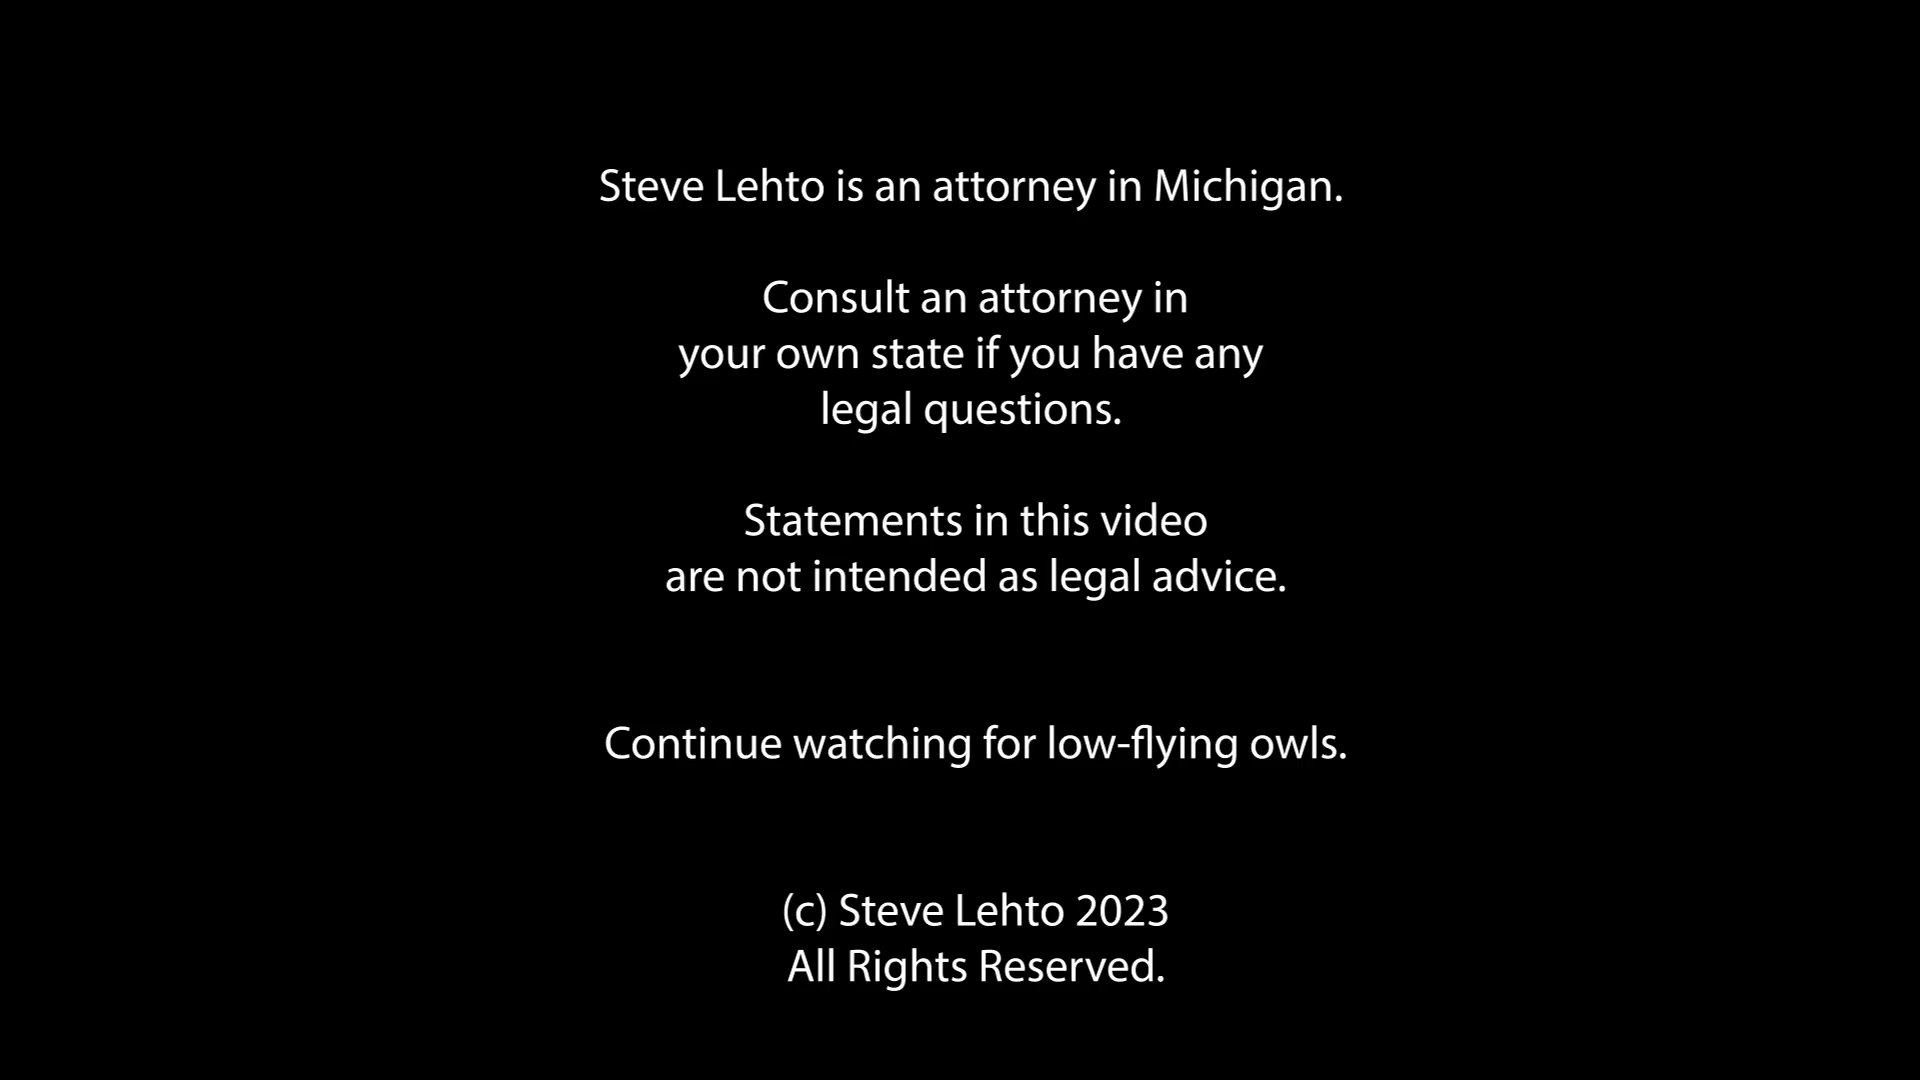 Steve Lehto is an attorney in Michigan.
Consult an attorney in
your own state if you have any
legal questions.
Statements in this video
are not intended as legal advice.
Continue watching for low-flying owls.
(c) Steve Lehto 2023
All Rights Reserved.